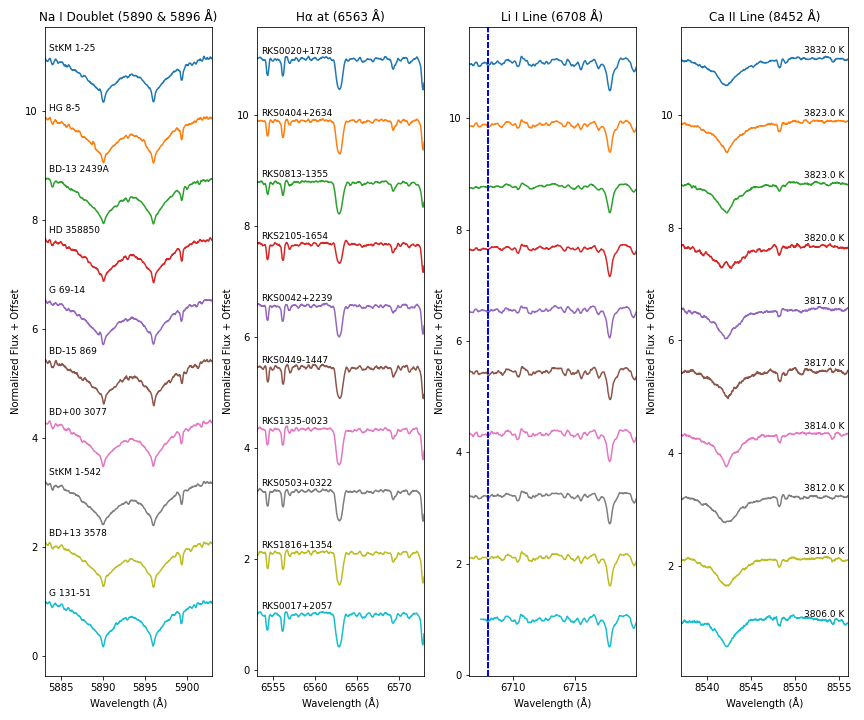 Na I Doublet (5890 & 5896 Å)
Hα at (6563 Å)
Li I Line (6708 Å)
Ca II Line (8452 Å)
StKM 1-25
HG 8-5
BD-13 2439A
HD 358850
G 69-14
BD-15 869
BD+00 3077
StKM 1-542
BD+13 3578
G 131-51
RKS0020+1738
RKS0404+2634
RKS0813-1355
RKS2105-1654
RKS0042+2239
RKS0449-1447
RKS1335-0023
RKS0503+0322
RKS1816+1354
RKS0017+2057
3832.0 K
3823.0 K
3823.0 K
3820.0 K
3817.0 K
3817.0 K
3814.0 K
3812.0 K
3812.0 K
3806.0 K
Normalized Flux + Offset
10
8
6
4
2
0
5885 5890 5895 5900
Wavelength (Å)
Normalized Flux + Offset
10
8
6
4
2
0
6555 6560 6565 6570
Wavelength (Å)
Normalized Flux + Offset
10
8
6
4
2
0
6710 6715
Wavelength (Å)
Normalized Flux + Offset
10
8
6
4
2
8540 8545 8550 8555
Wavelength (Å)